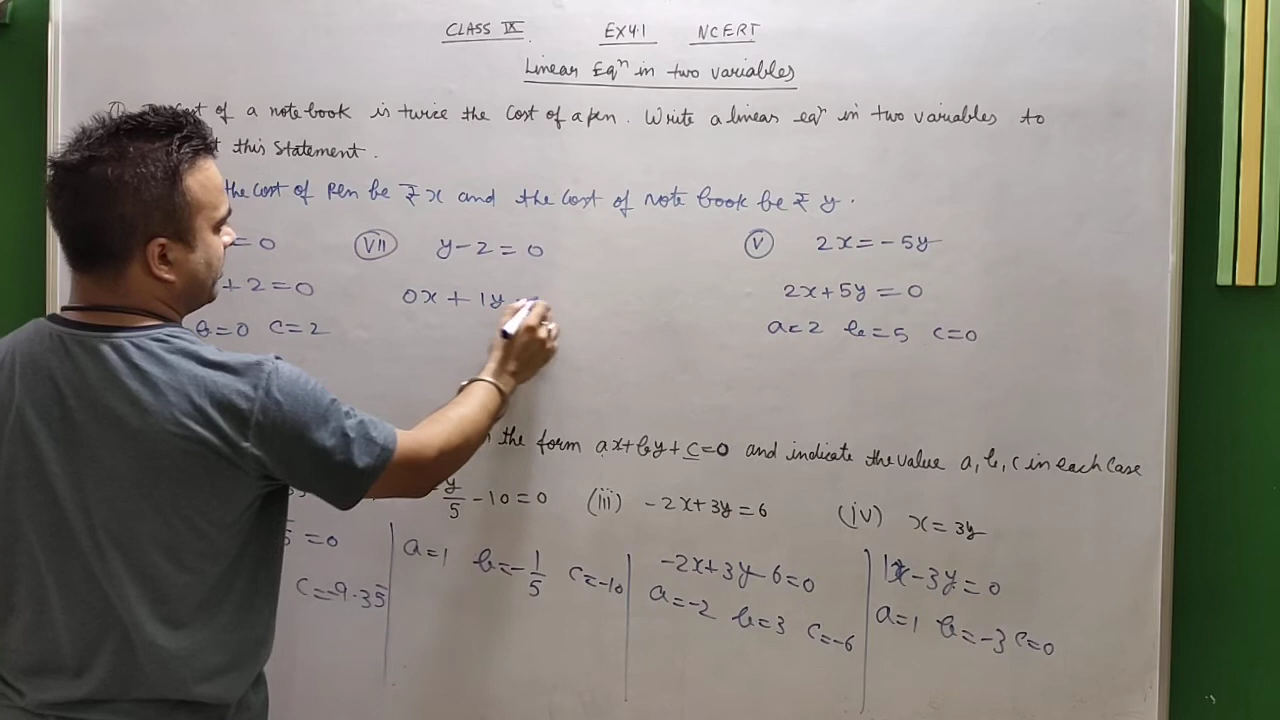 CLASS IX EX4.1 NCERT
Linear Eqⁿ in two variables
of a note book is twice the Cost of a pen. Write a linear eqⁿ in two variables to
this Statement.
the Cost of Pen be ₹ x and the Cost of Note book be ₹ y.
= 0 (VII) y-2=0 (V) 2x=-5y
+2=0 0x+1y 2x+5y=0
b=0 c=2 a=2 b=5 c=0
the form ax+by+c=0 and indicate the value a, b, c in each Case
y/5 -10=0 (iii) -2x+3y=6 (iv) x=3y
=0 a=1 b=-1/5 c=-10 -2x+3y-6=0 1x-3y=0
c=-9.35 a=-2 b=3 c=-6 a=1 b=-3 c=0